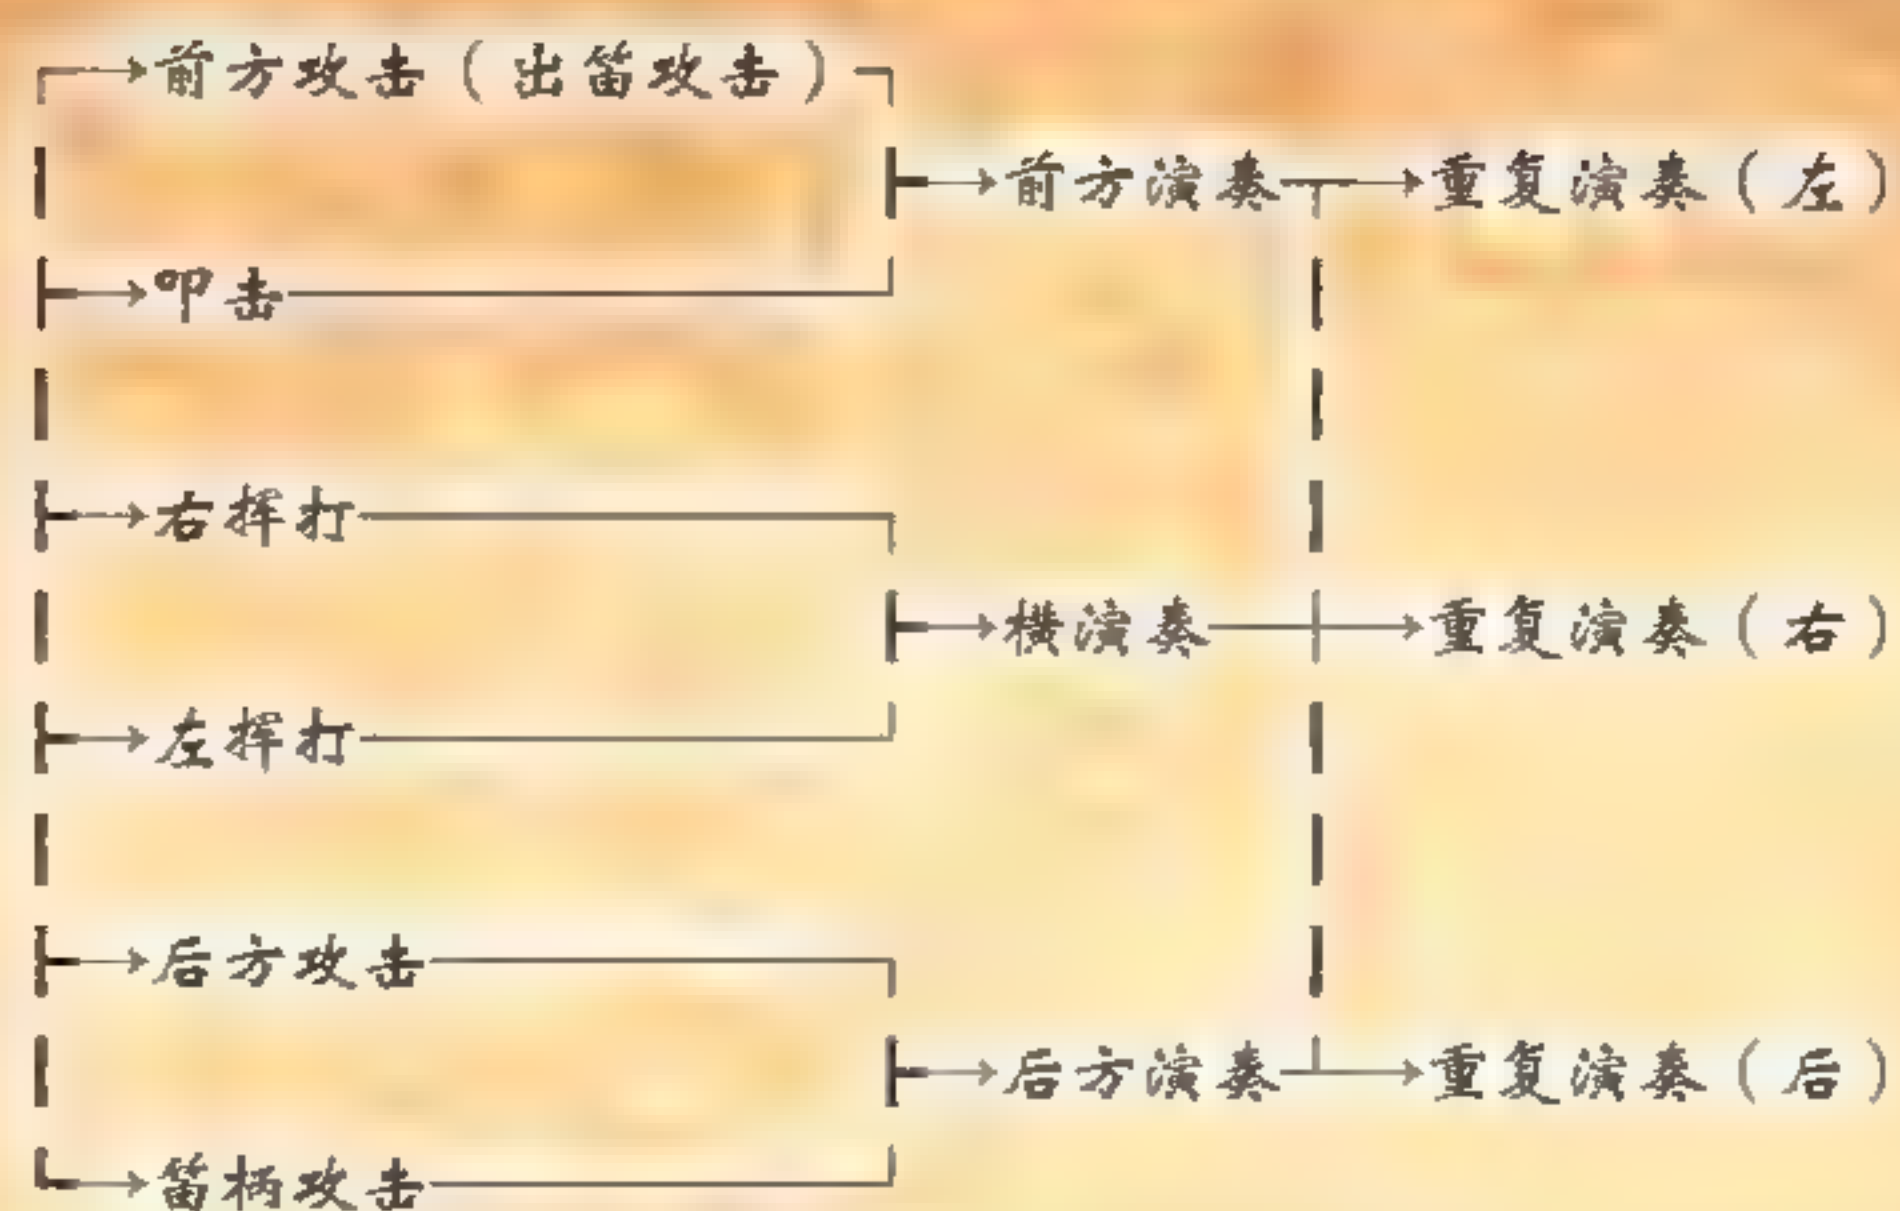 前方攻击（出笛攻击）
前方演奏 重复演奏（左）
叩击
右挥打
横演奏 重复演奏（右）
左挥打
后方攻击
后方演奏 重复演奏（后）
笛柄攻击